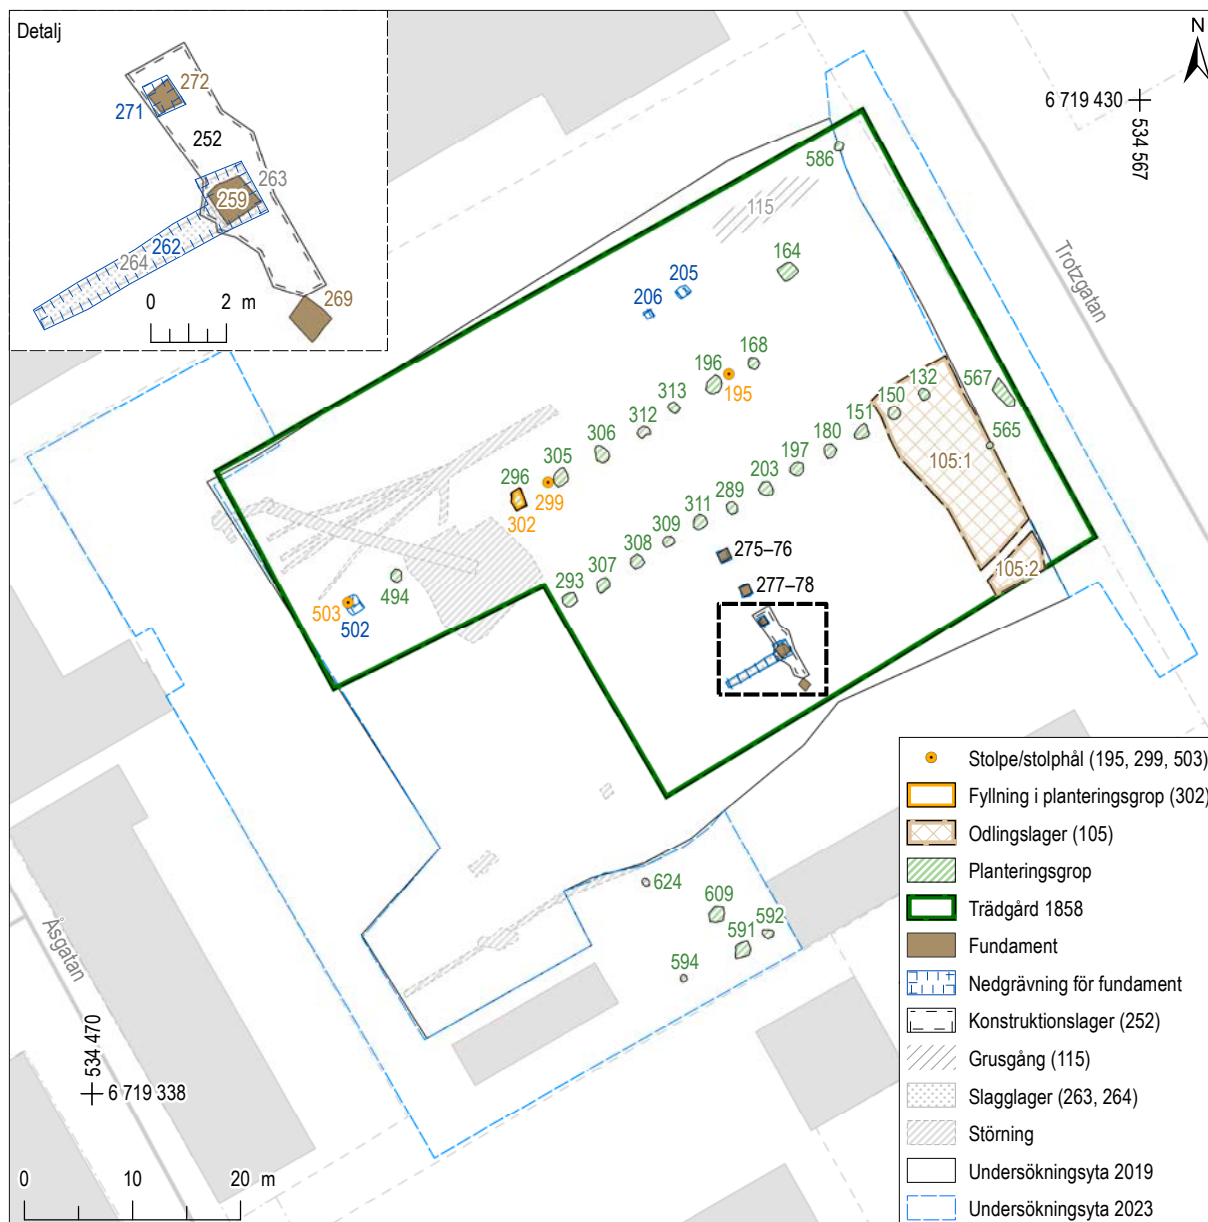 Detalj
272
271
252
263
259
262
264
269
0 2 m
N
6 719 430
534 567
586
115
Trotzgatan
164
205
206
168
196
195
313
312
306
305
296
299
302
132
567
150
151
565
180
105:1
197
203
289
311
309
308
307
293
275–76
105:2
277–78
494
503
502
624
609
592
591
594
Åsgatan
534 470
6 719 338
0 10 20 m
Stolpe/stolphål (195, 299, 503)
Fyllning i planteringsgrop (302)
Odlingslager (105)
Planteringsgrop
Trädgård 1858
Fundament
Nedgrävning för fundament
Konstruktionslager (252)
Grusgång (115)
Slagglager (263, 264)
Störning
Undersökningsyta 2019
Undersökningsyta 2023